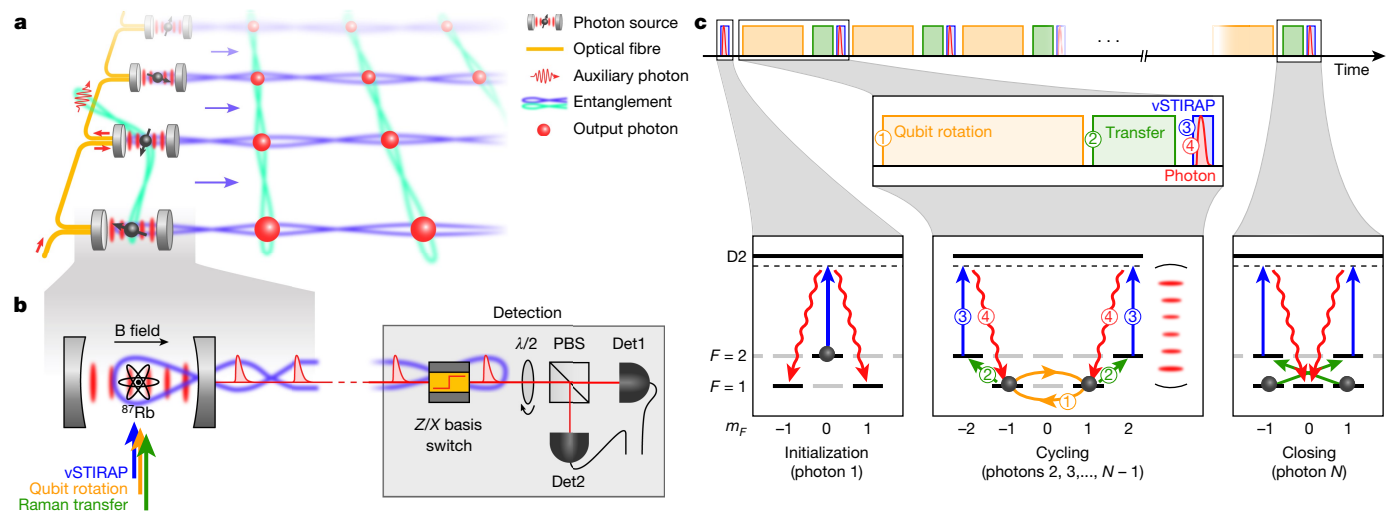 a
Photon source
Optical fibre
Auxiliary photon
Entanglement
Output photon
b
B field
87Rb
vSTIRAP
Qubit rotation
Raman transfer
Detection
λ/2
PBS
Det1
Z/X basis
switch
Det2
c
. . .
Time
vSTIRAP
1
Qubit rotation
2
Transfer
3
4
Photon
D2
F = 2
F = 1
3
4
4
3
2
2
1
mF
−1
0
1
−2
−1
0
1
2
−1
0
1
Initialization
(photon 1)
Cycling
(photons 2, 3,..., N − 1)
Closing
(photon N)